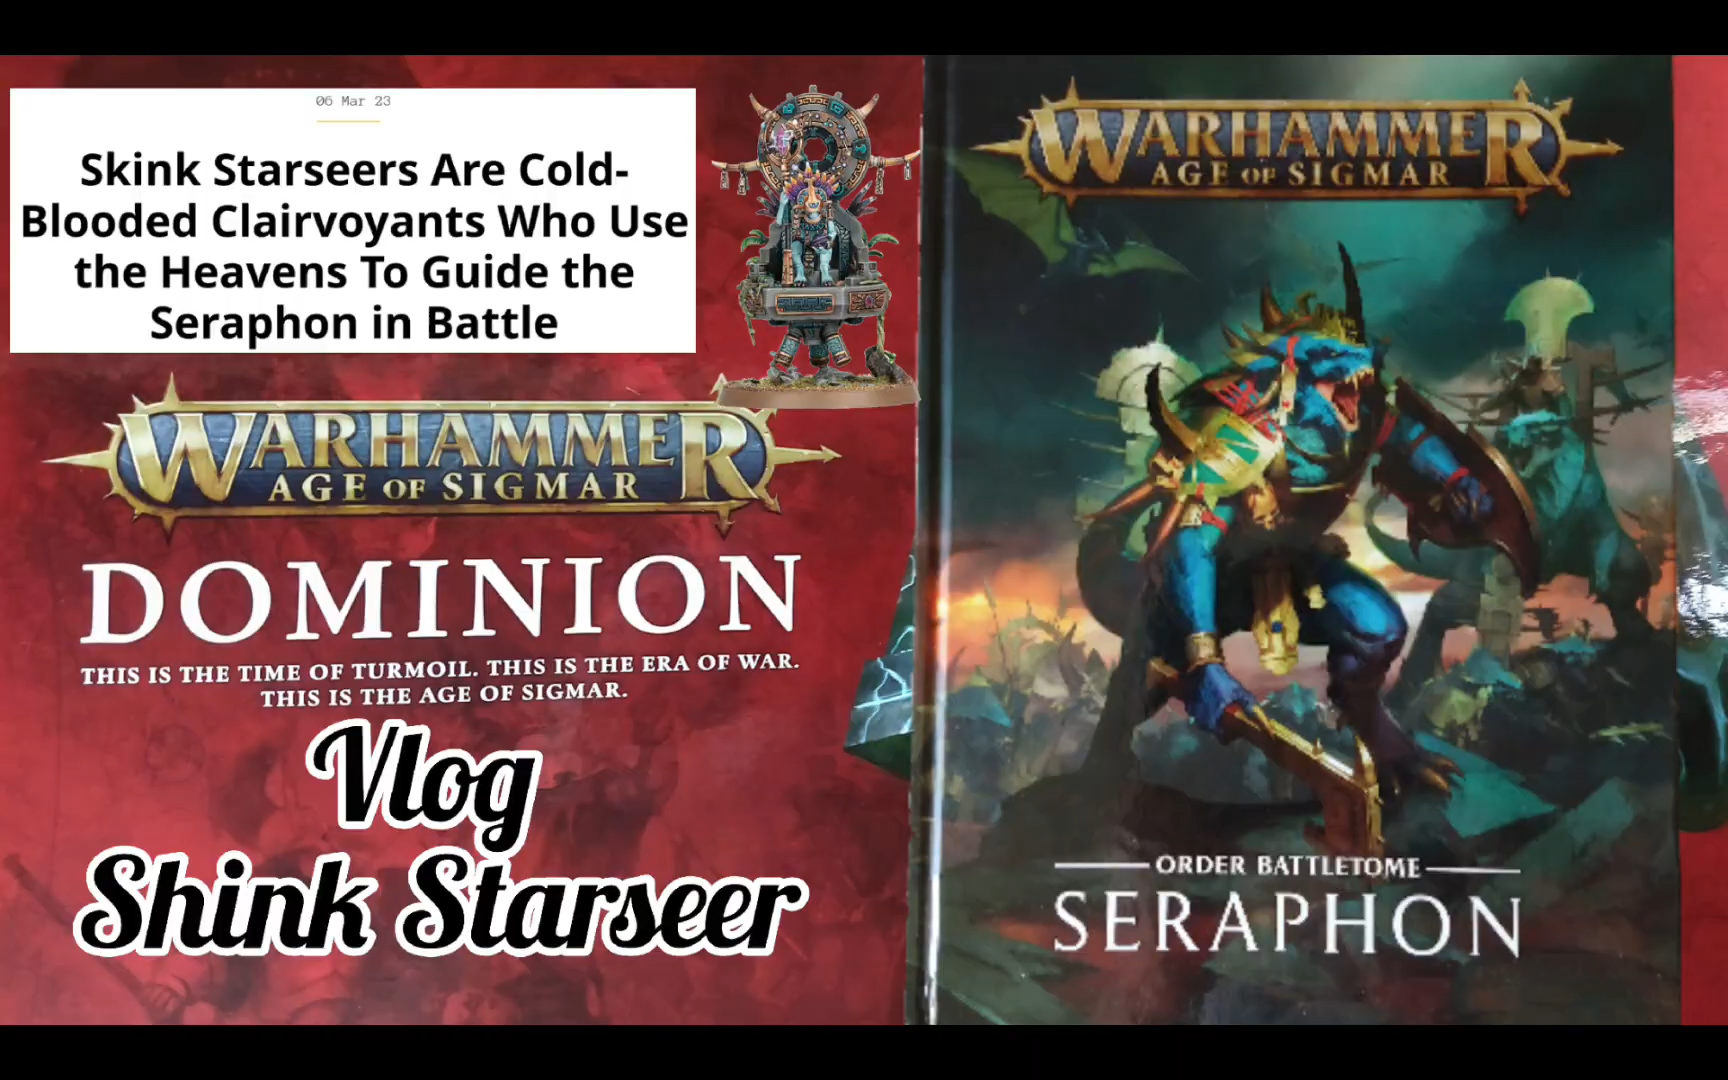 06 Mar 23
Skink Starseers Are Cold-
Blooded Clairvoyants Who Use
the Heavens To Guide the
Seraphon in Battle
WARHAMMER
AGE OF SIGMAR
DOMINION
THIS IS THE TIME OF TURMOIL. THIS IS THE ERA OF WAR.
THIS IS THE AGE OF SIGMAR.
Vlog
Shink Starseer
WARHAMMER
AGE OF SIGMAR
ORDER BATTLETOME
SERAPHON